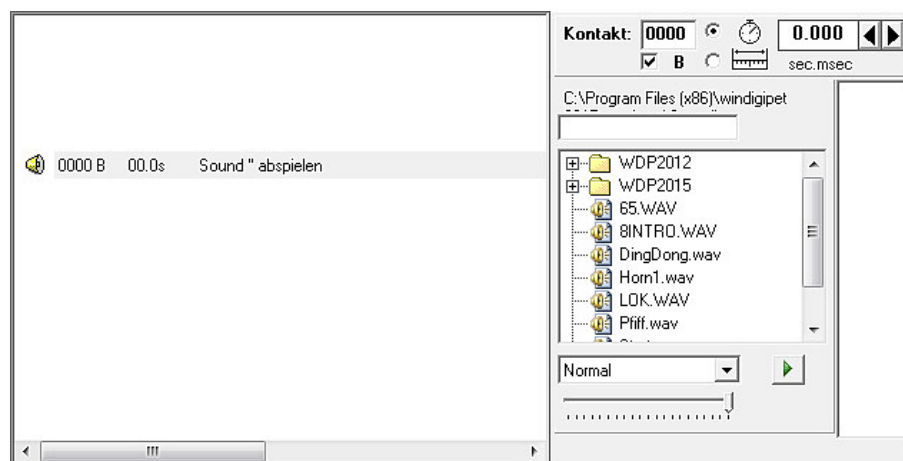 Kontakt: 0000
B
0.000
sec.msec
0000 B 00.0s Sound '' abspielen
C:\Program Files (x86)\windigipet
WDP2012
WDP2015
65.WAV
8INTRO.WAV
DingDong.wav
Horn1.wav
LOK.WAV
Pfiff.wav
Normal